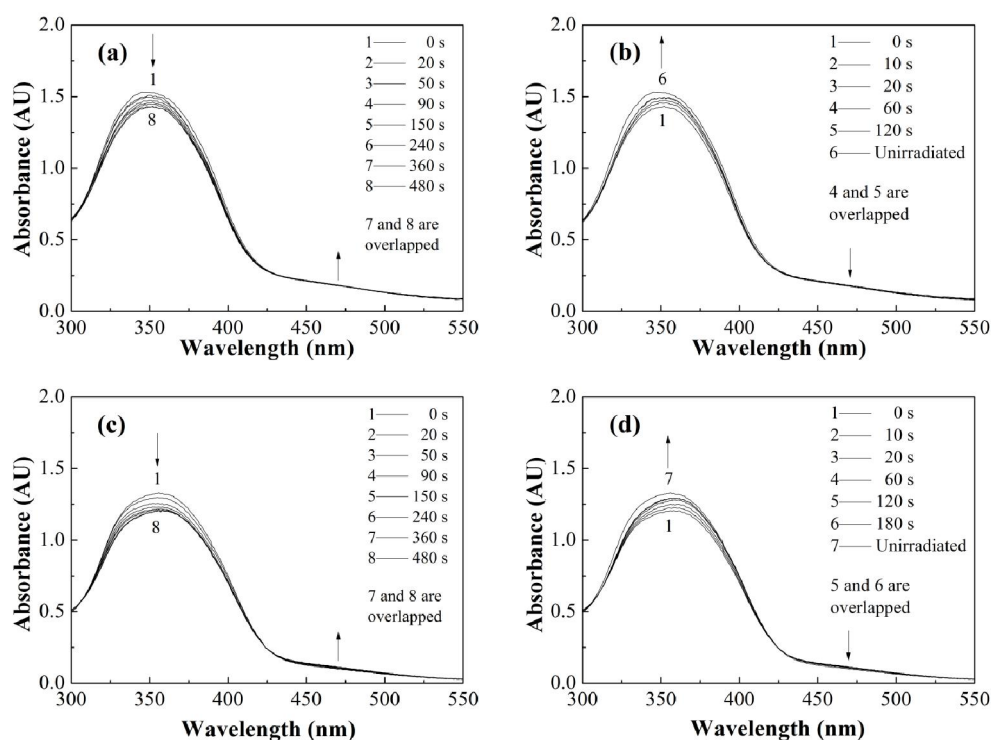 (a)
2.0
1.5
1.0
0.5
0.0
Absorbance (AU)
300 350 400 450 500 550
Wavelength (nm)
1
8
1 0 s
2 20 s
3 50 s
4 90 s
5 150 s
6 240 s
7 360 s
8 480 s
7 and 8 are
overlapped
(b)
2.0
1.5
1.0
0.5
0.0
Absorbance (AU)
300 350 400 450 500 550
Wavelength (nm)
6
1
1 0 s
2 10 s
3 20 s
4 60 s
5 120 s
6 Unirradiated
4 and 5 are
overlapped
(c)
2.0
1.5
1.0
0.5
0.0
Absorbance (AU)
300 350 400 450 500 550
Wavelength (nm)
1
8
1 0 s
2 20 s
3 50 s
4 90 s
5 150 s
6 240 s
7 360 s
8 480 s
7 and 8 are
overlapped
(d)
2.0
1.5
1.0
0.5
0.0
Absorbance (AU)
300 350 400 450 500 550
Wavelength (nm)
7
1
1 0 s
2 10 s
3 20 s
4 60 s
5 120 s
6 180 s
7 Unirradiated
5 and 6 are
overlapped